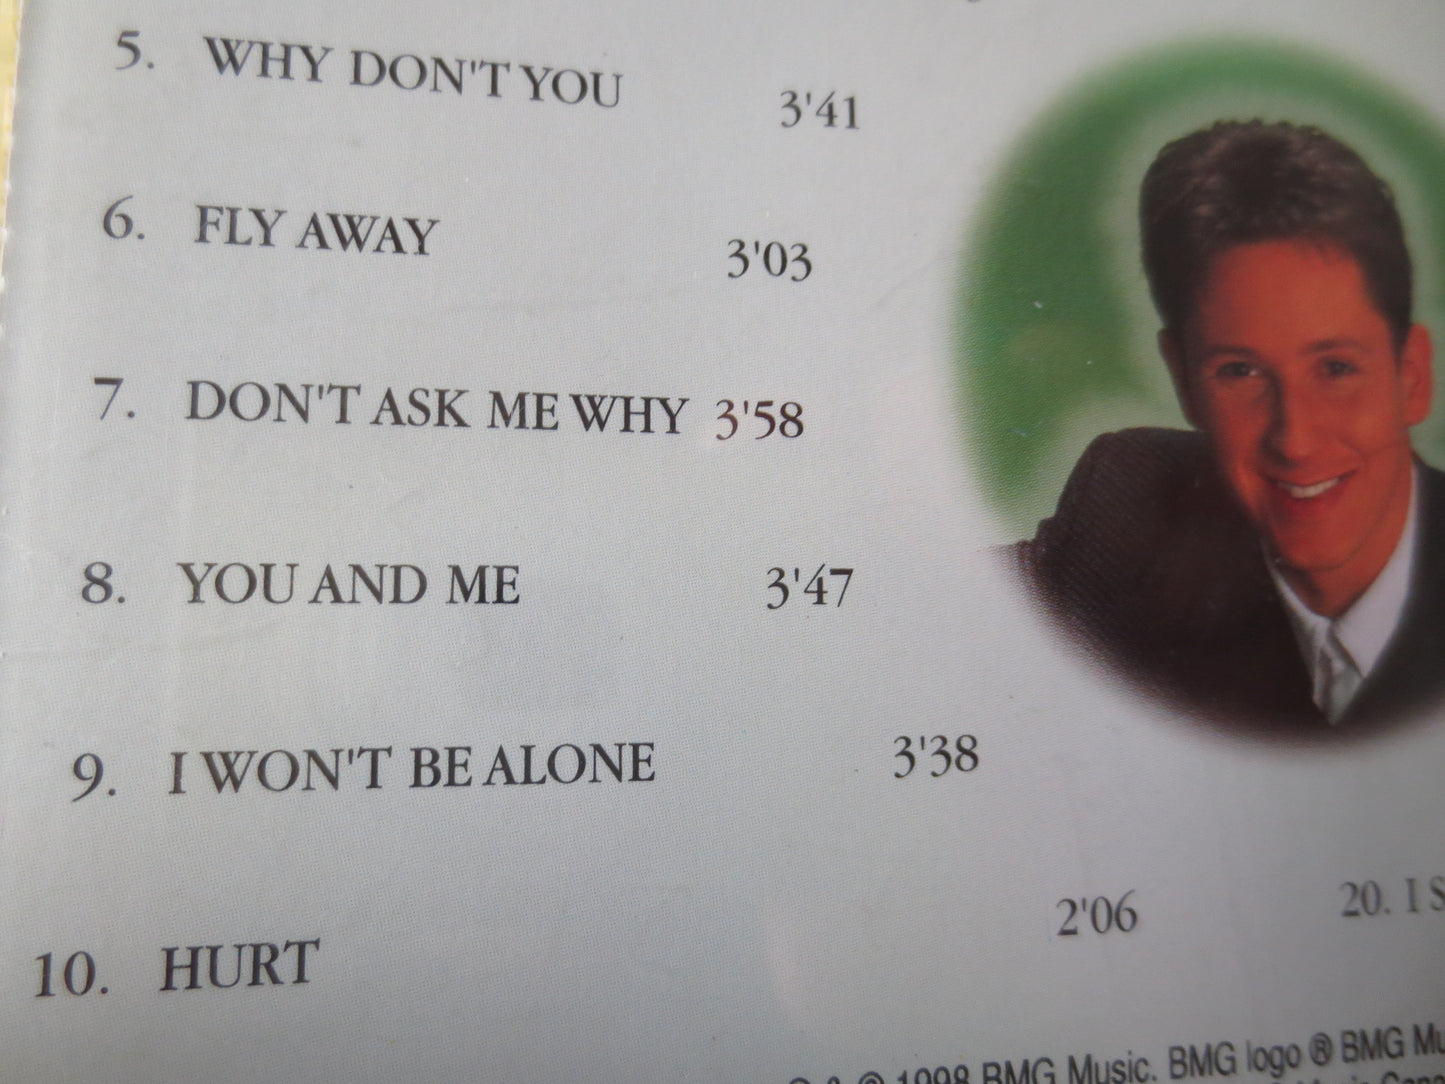 5. WHY DON'T YOU 3'41
6. FLY AWAY 3'03
7. DON'T ASK ME WHY 3'58
8. YOU AND ME 3'47
9. I WON'T BE ALONE 3'38
10. HURT 2'06
20. I
1998 BMG Music. BMG logo ® BMG